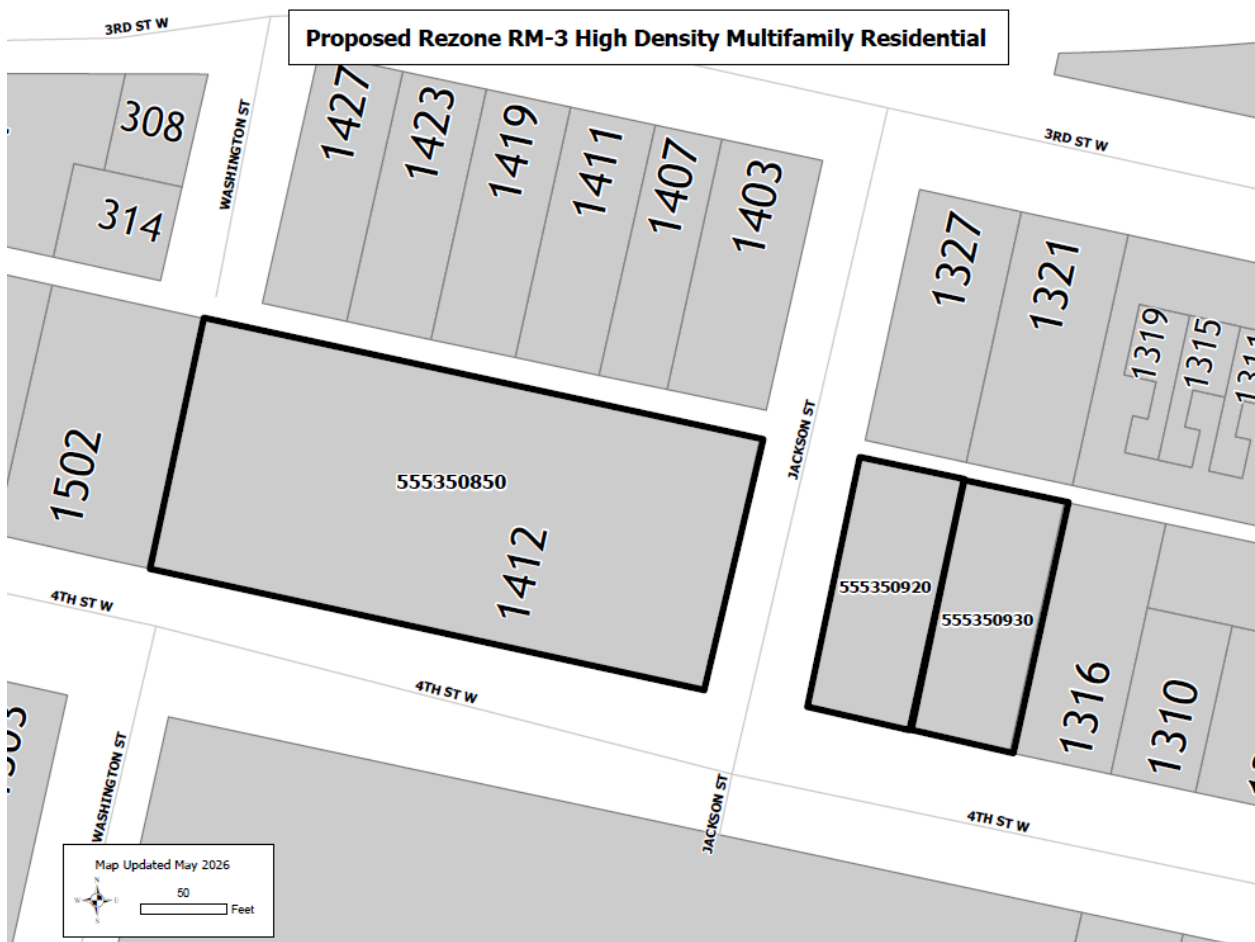 3RD ST W
Proposed Rezone RM-3 High Density Multifamily Residential
308
314
WASHINGTON ST
1427
1423
1419
1411
1407
1403
3RD ST W
1327
1321
1319
1315
1311
JACKSON ST
1502
555350850
1412
555350920
555350930
1316
1310
4TH ST W
4TH ST W
4TH ST W
WASHINGTON ST
JACKSON ST
Map Updated May 2026
N
W
E
S
50
Feet